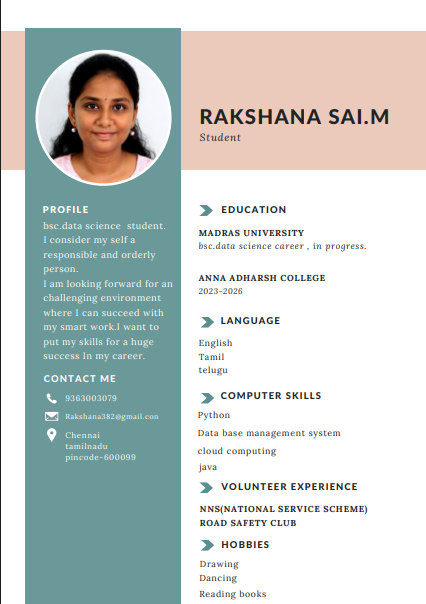 RAKSHANA SAI.M
Student
PROFILE
bsc.data science student.
I consider my self a
responsible and orderly
person.
I am looking forward for an
challenging environment
where I can succeed with
my smart work.I want to
put my skills for a huge
success In my career.
CONTACT ME
9363003079
Rakshana382@gmail.com
Chennai
tamilnadu
pincode-600099
EDUCATION
MADRAS UNIVERSITY
bsc.data science career , in progress.
ANNA ADHARSH COLLEGE
2023-2026
LANGUAGE
English
Tamil
telugu
COMPUTER SKILLS
Python
Data base management system
cloud computing
java
VOLUNTEER EXPERIENCE
NNS(NATIONAL SERVICE SCHEME)
ROAD SAFETY CLUB
HOBBIES
Drawing
Dancing
Reading books